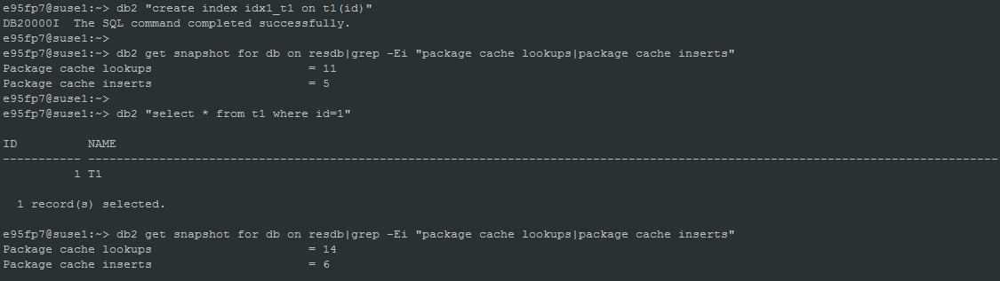 e95fp7@suse1:~> db2 "create index idx1_t1 on t1(id)"
DB20000I  The SQL command completed successfully.
e95fp7@suse1:~>
e95fp7@suse1:~> db2 get snapshot for db on resdb|grep -Ei "package cache lookups|package cache inserts"
Package cache lookups                      = 11
Package cache inserts                      = 5
e95fp7@suse1:~>
e95fp7@suse1:~> db2 "select * from t1 where id=1"
ID          NAME
----------- --------------------------------------------------------------------------------------------------------------------------------
          1 T1
  1 record(s) selected.
e95fp7@suse1:~> db2 get snapshot for db on resdb|grep -Ei "package cache lookups|package cache inserts"
Package cache lookups                      = 14
Package cache inserts                      = 6